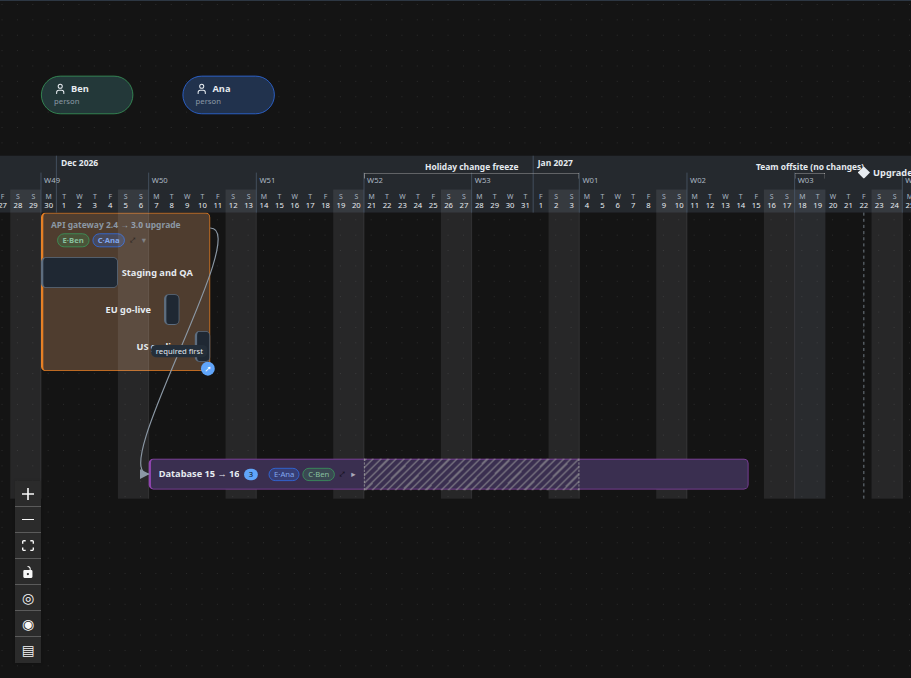 Ben
person
Ana
person
Dec 2026
Holiday change freeze
Jan 2027
Team offsite (no changes)
Upgrade
W49
W50
W51
W52
W53
W01
W02
W03
F S S M T W T F S S M T W T F S S M T W T F S S M T W T F S S M T W T F S S M T W T F S S M T W T F S S M T W T F S S M
27 28 29 30 1 2 3 4 5 6 7 8 9 10 11 12 13 14 15 16 17 18 19 20 21 22 23 24 25 26 27 28 29 30 31 1 2 3 4 5 6 7 8 9 10 11 12 13 14 15 16 17 18 19 20 21 22 23 24
API gateway 2.4 → 3.0 upgrade
E·Ben C·Ana
Staging and QA
EU go-live
US
required first
Database 15 → 16 3 E·Ana C·Ben